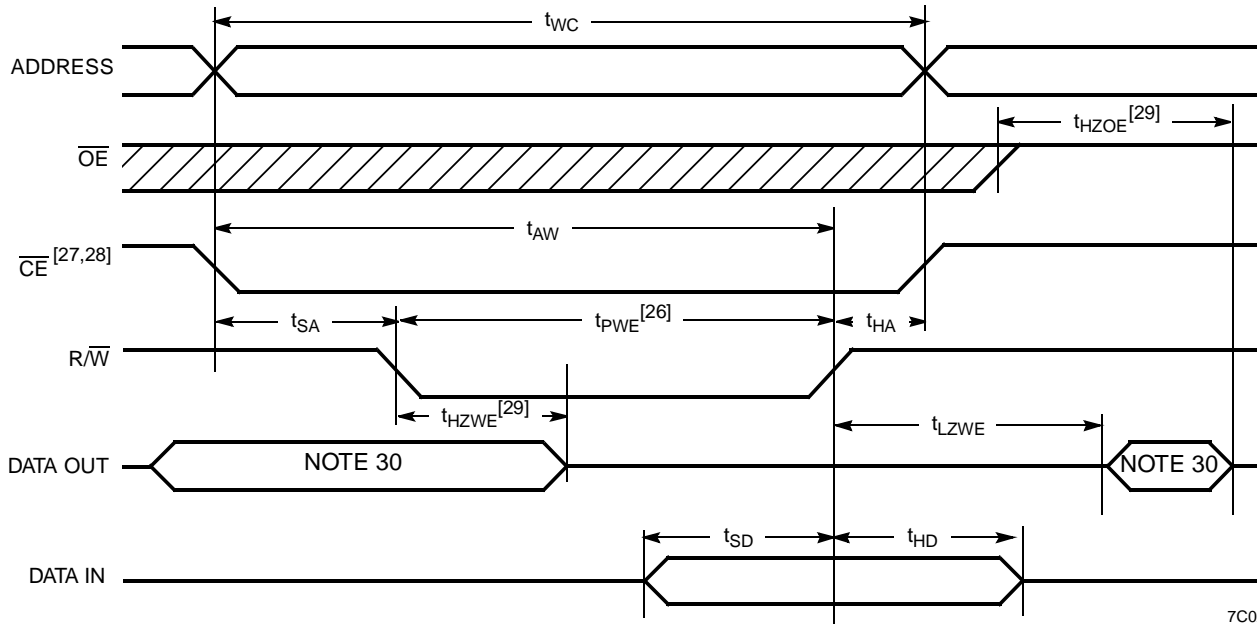 tWC
ADDRESS
tHZOE[29]
OE
tAW
CE [27,28]
tSA
tPWE[26]
tHA
R/W
tHZWE[29]
tLZWE
DATA OUT
NOTE 30
NOTE 30
tSD
tHD
DATA IN
7C0